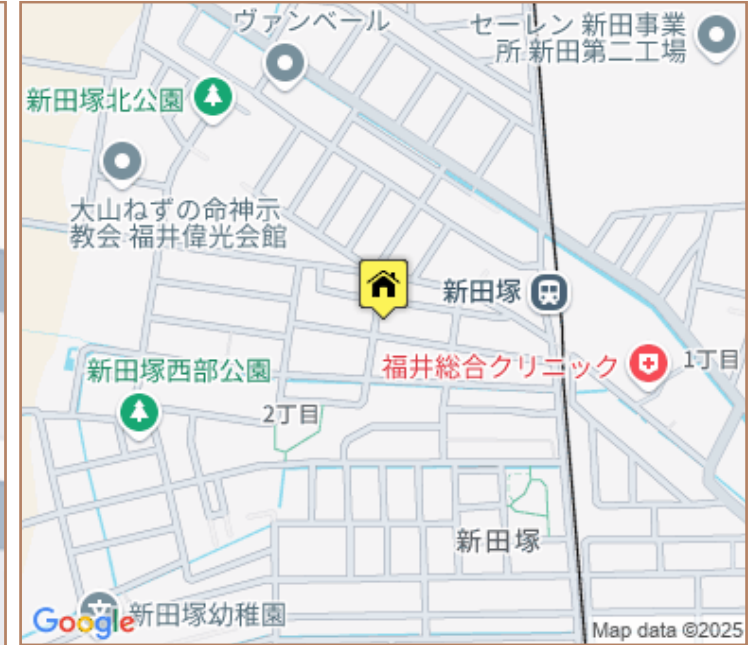 ヴァンベール
セーレン 新田事業
所 新田第二工場
新田塚北公園
大山ねずの命神示
教会 福井偉光会館
新田塚
福井総合クリニック
1丁目
新田塚西部公園
2丁目
新田塚
新田塚幼稚園
Google
Map data ©2025